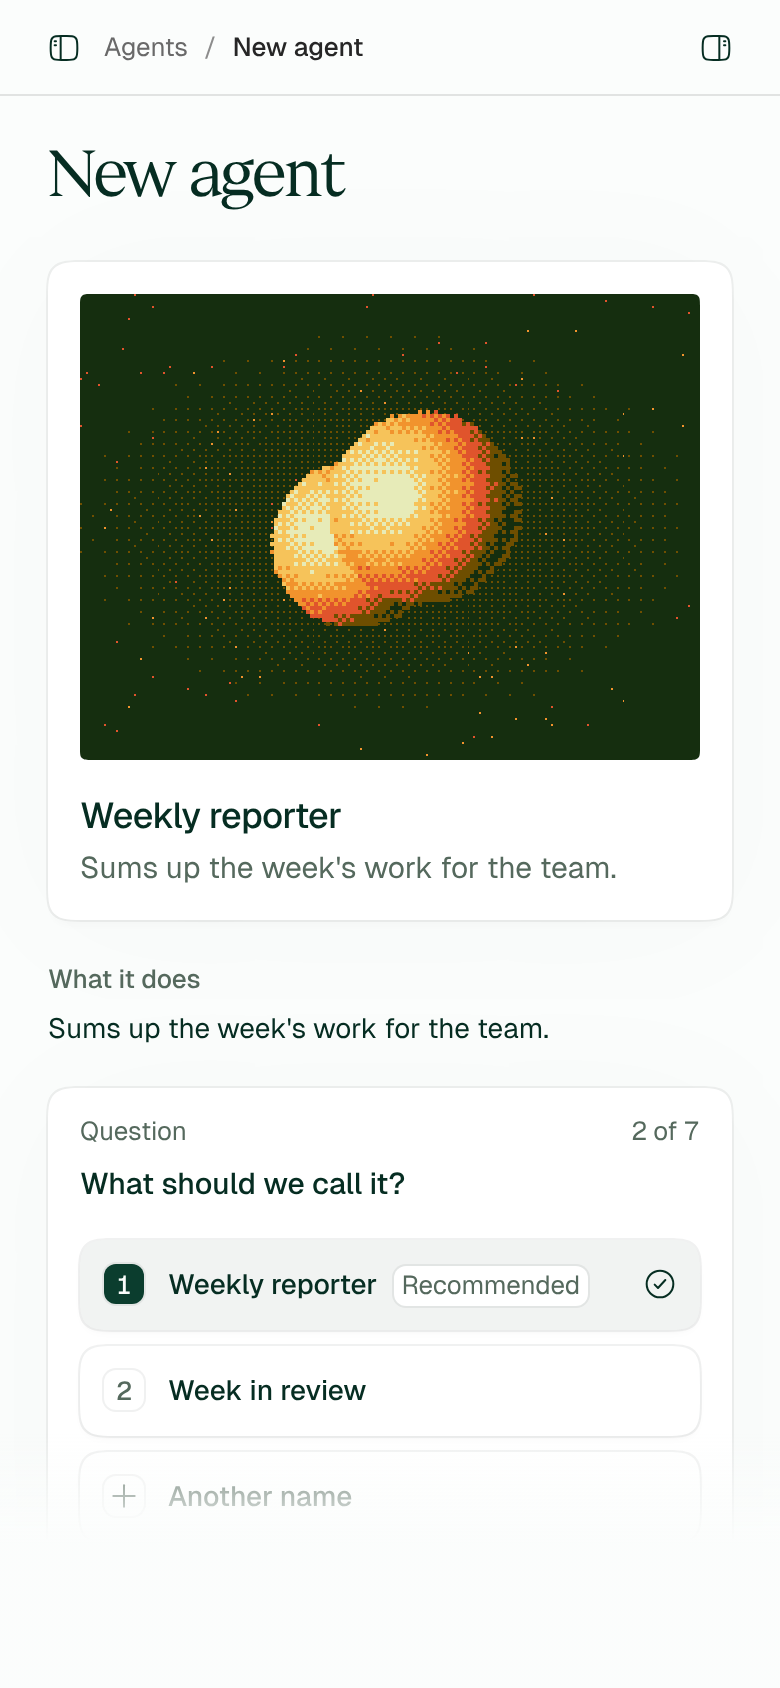 Agents / New agent
New agent
Weekly reporter
Sums up the week's work for the team.
What it does
Sums up the week's work for the team.
Question 2 of 7
What should we call it?
1 Weekly reporter Recommended
2 Week in review
+ Another name